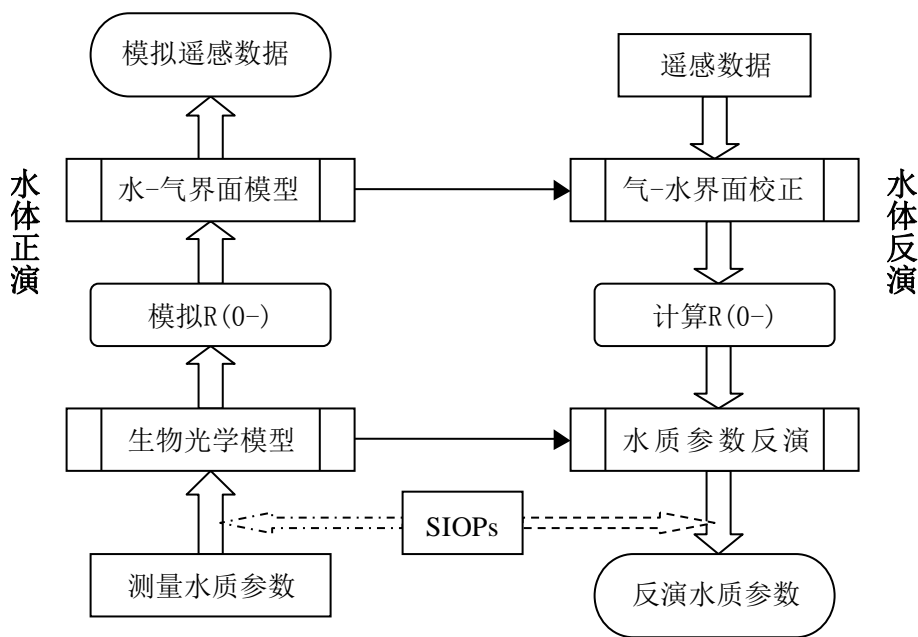 模拟遥感数据
遥感数据
水体正演
水-气界面模型
气-水界面校正
水体反演
模拟R(0-)
计算R(0-)
生物光学模型
水质参数反演
SIOPs
测量水质参数
反演水质参数